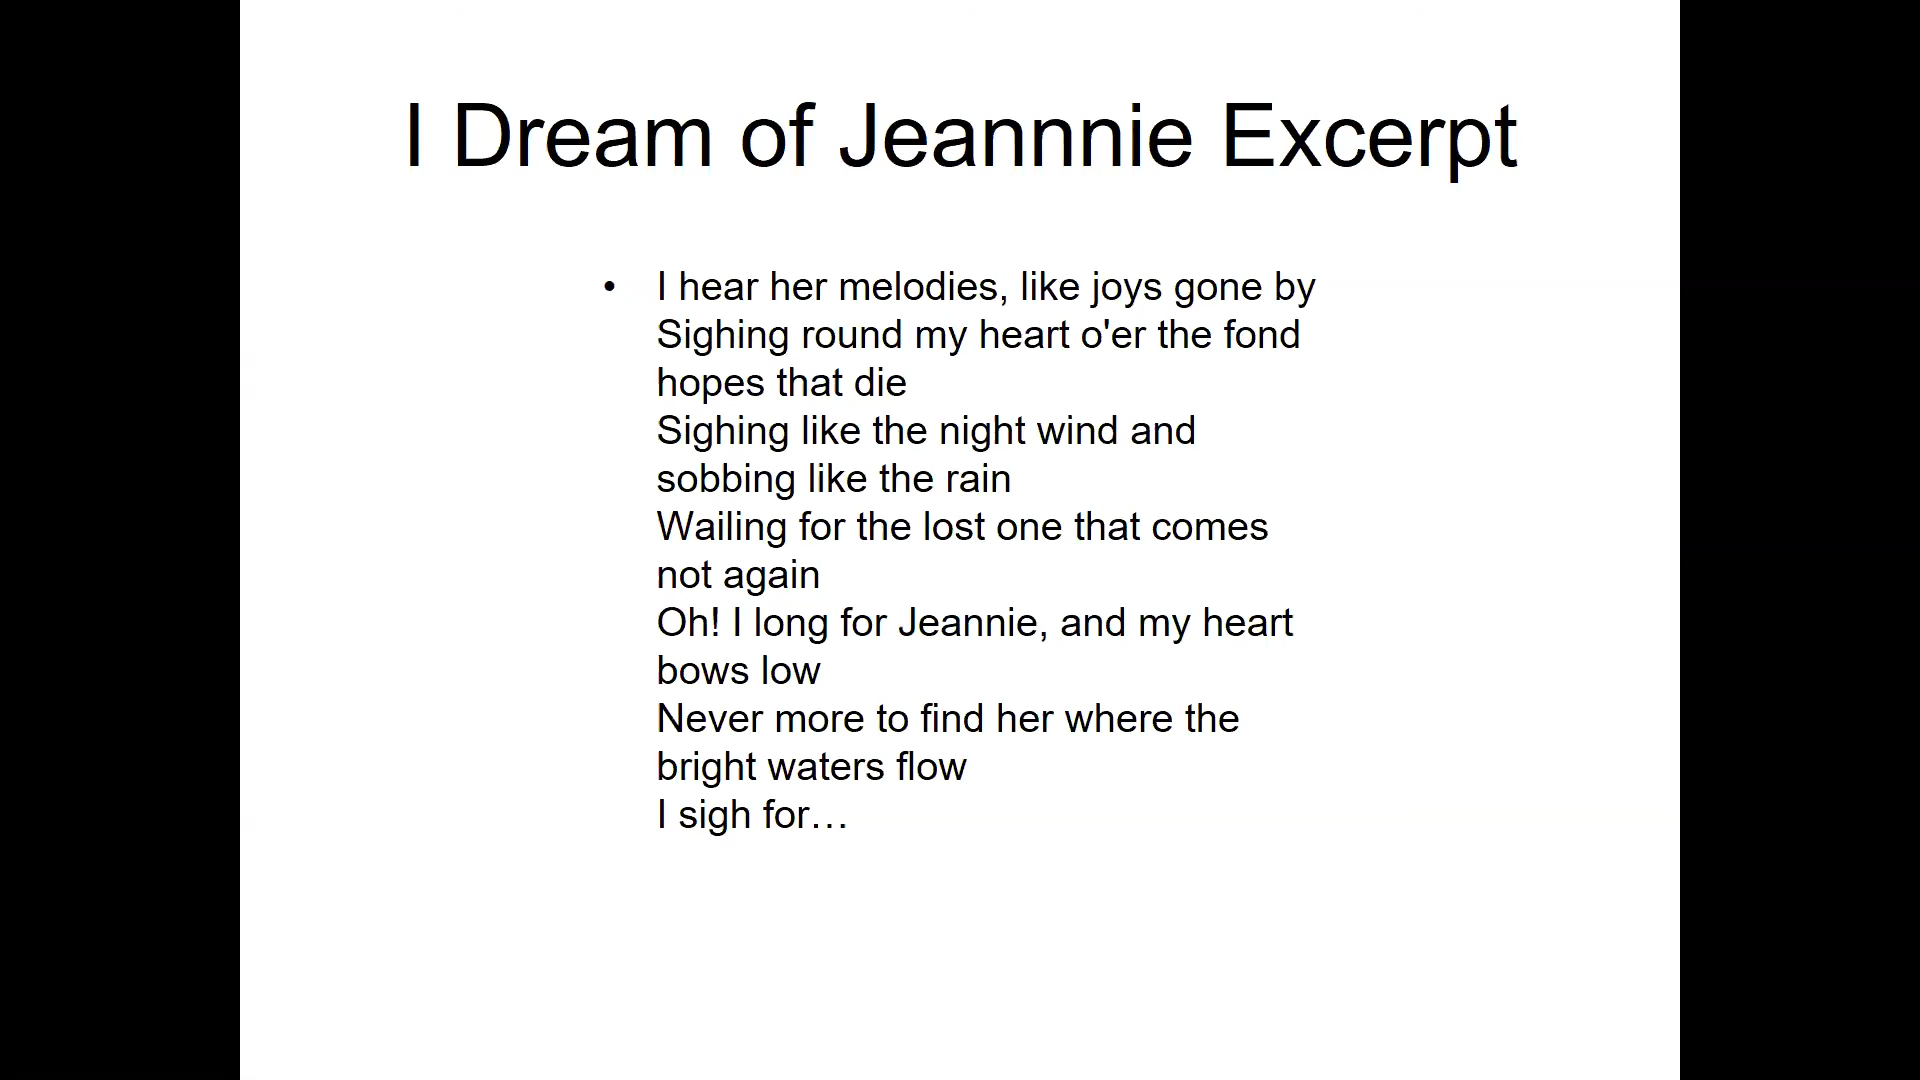 I Dream of Jeannnie Excerpt
• I hear her melodies, like joys gone by
Sighing round my heart o'er the fond
hopes that die
Sighing like the night wind and
sobbing like the rain
Wailing for the lost one that comes
not again
Oh! I long for Jeannie, and my heart
bows low
Never more to find her where the
bright waters flow
I sigh for…